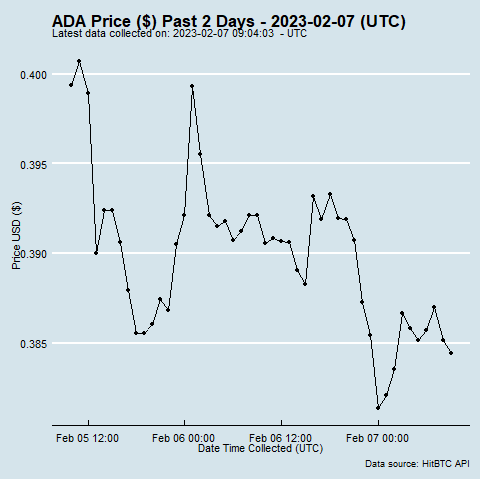 ADA Price ($) Past 2 Days - 2023-02-07 (UTC)
Latest data collected on: 2023-02-07 09:04:03 - UTC
0.400
0.395
0.390
0.385
Price USD ($)
Feb 05 12:00
Feb 06 00:00
Feb 06 12:00
Feb 07 00:00
Date Time Collected (UTC)
Data source: HitBTC API